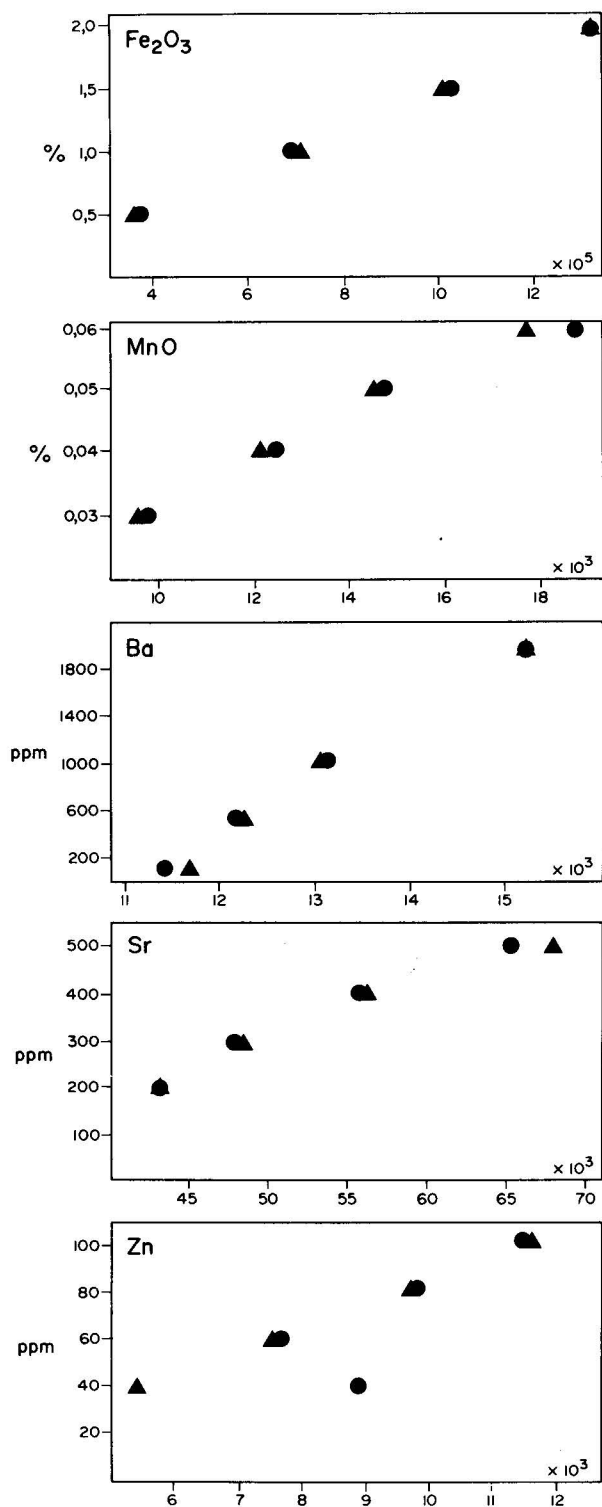 Fe₂O₃
2,0
1,5
%
1,0
0,5
× 10⁵
4 6 8 10 12
MnO
0,06
0,05
%
0,04
0,03
× 10³
10 12 14 16 18
Ba
1800
1400
ppm
1000
600
200
× 10³
11 12 13 14 15
Sr
500
400
ppm
300
200
100
× 10³
45 50 55 60 65 70
Zn
100
80
ppm
60
40
20
× 10³
6 7 8 9 10 11 12